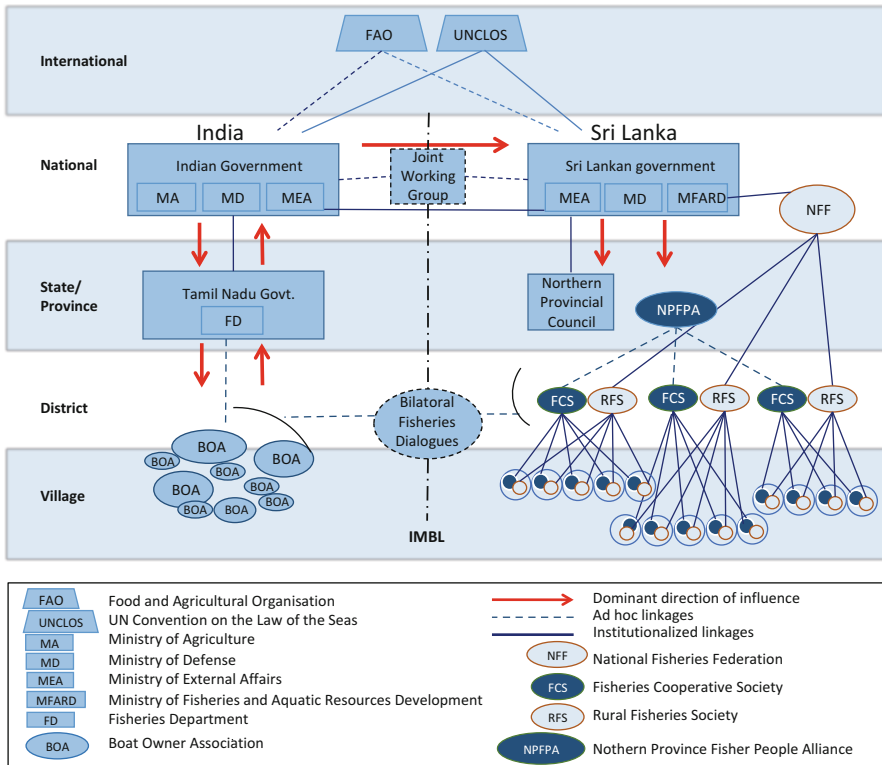 FAO
UNCLOS
International
India
Sri Lanka
National
Indian Government
MA
MD
MEA
Joint
Working
Group
Sri Lankan government
MEA
MD
MFARD
NFF
State/
Province
Tamil Nadu Govt.
FD
Northern
Provincial
Council
NPFPA
District
Bilatoral
Fisheries
Dialogues
FCS
RFS
FCS
RFS
FCS
RFS
Village
BOA
BOA
BOA
BOA
BOA
BOA
BOA
BOA
BOA
IMBL
FAO Food and Agricultural Organisation
UNCLOS UN Convention on the Law of the Seas
MA Ministry of Agriculture
MD Ministry of Defense
MEA Ministry of External Affairs
MFARD Ministry of Fisheries and Aquatic Resources Development
FD Fisheries Department
BOA Boat Owner Association
Dominant direction of influence
Ad hoc linkages
Institutionalized linkages
NFF National Fisheries Federation
FCS Fisheries Cooperative Society
RFS Rural Fisheries Society
NPFPA Nothern Province Fisher People Alliance